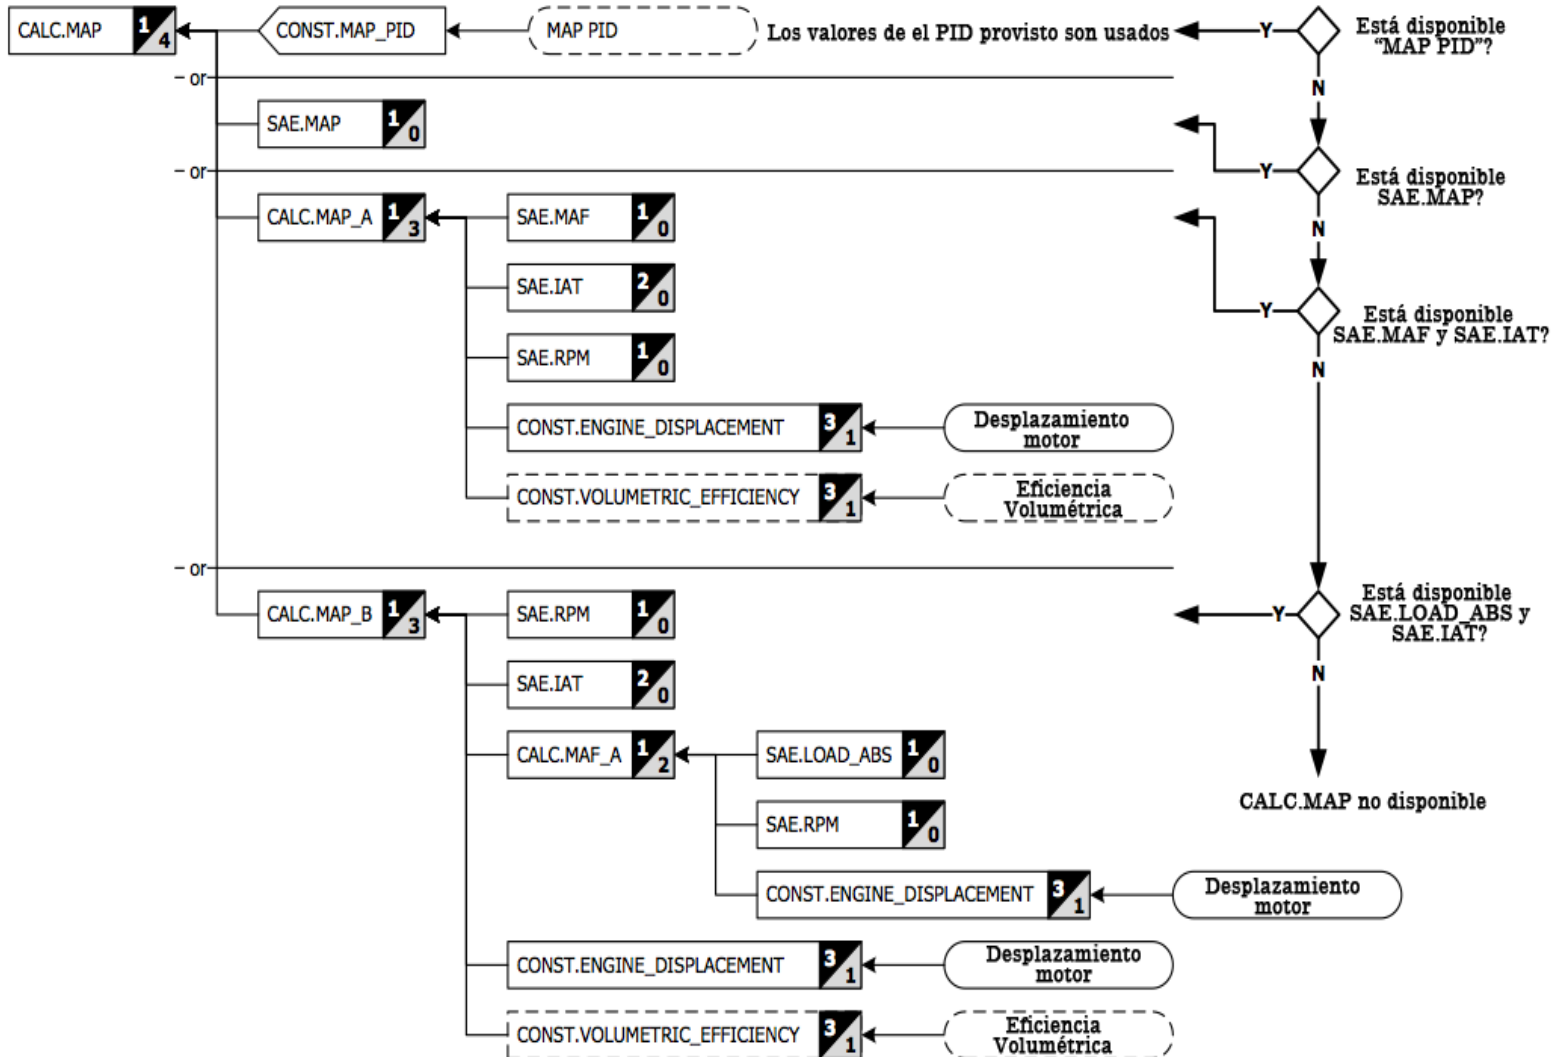 CALC.MAP 1 4 CONST.MAP_PID MAP PID Los valores de el PID provisto son usados Y Está disponible
"MAP PID"?
- or
N
SAE.MAP 1 0
- or
Y Está disponible
SAE.MAP?
CALC.MAP_A 1 3 SAE.MAF 1 0
N
SAE.IAT 2 0
Y Está disponible
SAE.MAF y SAE.IAT?
SAE.RPM 1 0
N
CONST.ENGINE_DISPLACEMENT 3 1 Desplazamiento
motor
CONST.VOLUMETRIC_EFFICIENCY 3 1 Eficiencia
Volumétrica
- or
CALC.MAP_B 1 3 SAE.RPM 1 0 Y Está disponible
SAE.LOAD_ABS y
SAE.IAT?
SAE.IAT 2 0
N
CALC.MAF_A 1 2 SAE.LOAD_ABS 1 0
CALC.MAP no disponible
SAE.RPM 1 0
CONST.ENGINE_DISPLACEMENT 3 1 Desplazamiento
motor
CONST.ENGINE_DISPLACEMENT 3 1 Desplazamiento
motor
CONST.VOLUMETRIC_EFFICIENCY 3 1 Eficiencia
Volumétrica